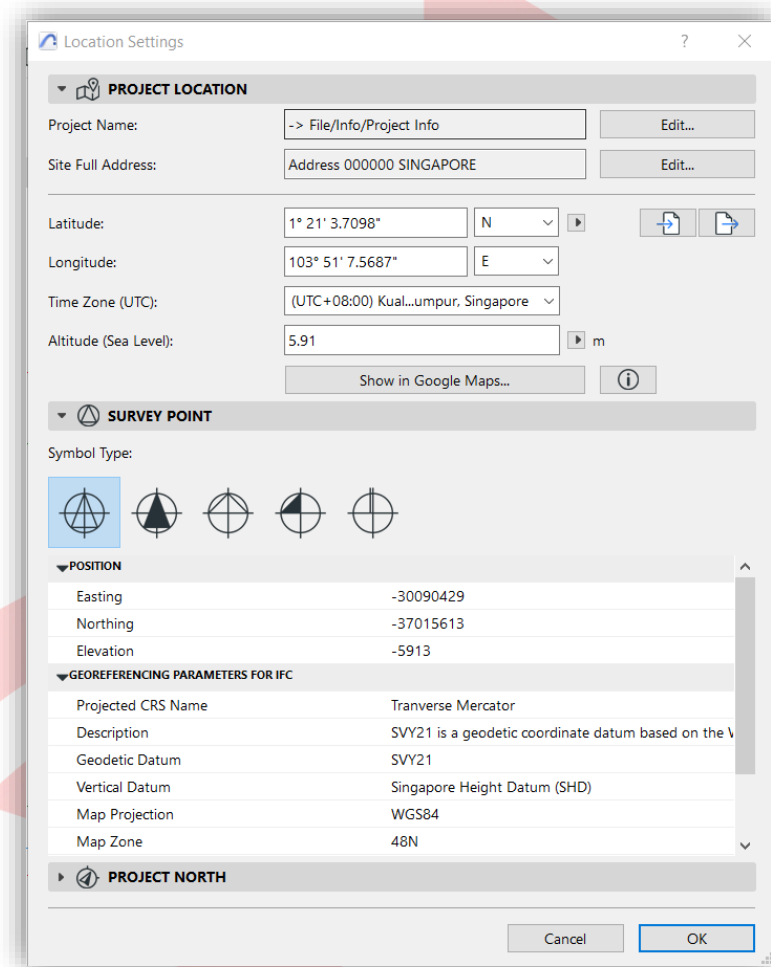 Location Settings
?
PROJECT LOCATION
Project Name: -> File/Info/Project Info Edit...
Site Full Address: Address 000000 SINGAPORE Edit...
Latitude: 1° 21' 3.7098" N
Longitude: 103° 51' 7.5687" E
Time Zone (UTC): (UTC+08:00) Kual...umpur, Singapore
Altitude (Sea Level): 5.91 m
Show in Google Maps...
SURVEY POINT
Symbol Type:
POSITION
Easting -30090429
Northing -37015613
Elevation -5913
GEOREFERENCING PARAMETERS FOR IFC
Projected CRS Name Tranverse Mercator
Description SVY21 is a geodetic coordinate datum based on the
Geodetic Datum SVY21
Vertical Datum Singapore Height Datum (SHD)
Map Projection WGS84
Map Zone 48N
PROJECT NORTH
Cancel OK